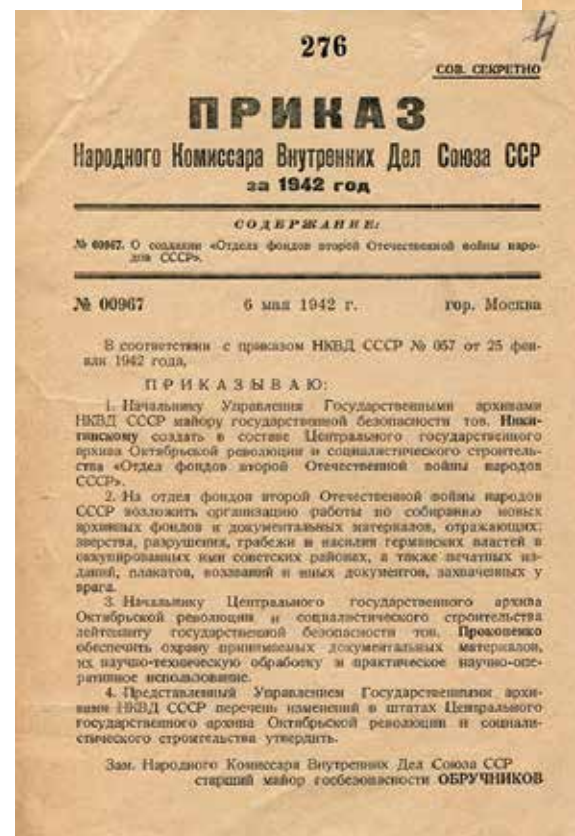 276
4
СОВ. СЕКРЕТНО
ПРИКАЗ
Народного Комиссара Внутренних Дел Союза ССР
за 1942 год
СОДЕРЖАНИЕ:
№ 00967. О создании «Отдела фондов второй Отечественной войны наро-
дов СССР».
№ 00967 6 мая 1942 г. гор. Москва
В соответствии с приказом НКВД СССР № 057 от 25 фев-
аля 1942 года,
ПРИКАЗЫВАЮ:
1. Начальнику Управления Государственными архивами
НКВД СССР майору государственной безопасности тов. Ники-
тинскому создать в составе Центрального государственного
архива Октябрьской революции и социалистического строитель-
ства «Отдел фондов второй Отечественной войны народов
СССР».
2. На отдел фондов второй Отечественной войны народов
СССР возложить организацию работы по собиранию новых
архивных фондов и документальных материалов, отражающих:
зверства, разрушения, грабежи и насилия германских властей в
оккупированных ими советских районах, а также печатных из-
даний, плакатов, воззваний и иных документов, захваченных у
врага.
3. Начальнику Центрального государственного архива
Октябрьской революции и социалистического строительства
лейтенанту государственной безопасности тов. Прокопенко
обеспечить охрану принимаемых документальных материалов,
их научно-техническую обработку и практическое научно-опе-
ративное использование.
4. Представленный Управлением Государственными архи-
вами НКВД СССР перечень изменений в штатах Центрального
государственного архива Октябрьской революции и социали-
стического строительства утвердить.
Зам. Народного Комиссара Внутренних Дел Союза ССР
старший майор госбезопасности ОБРУЧНИКОВ